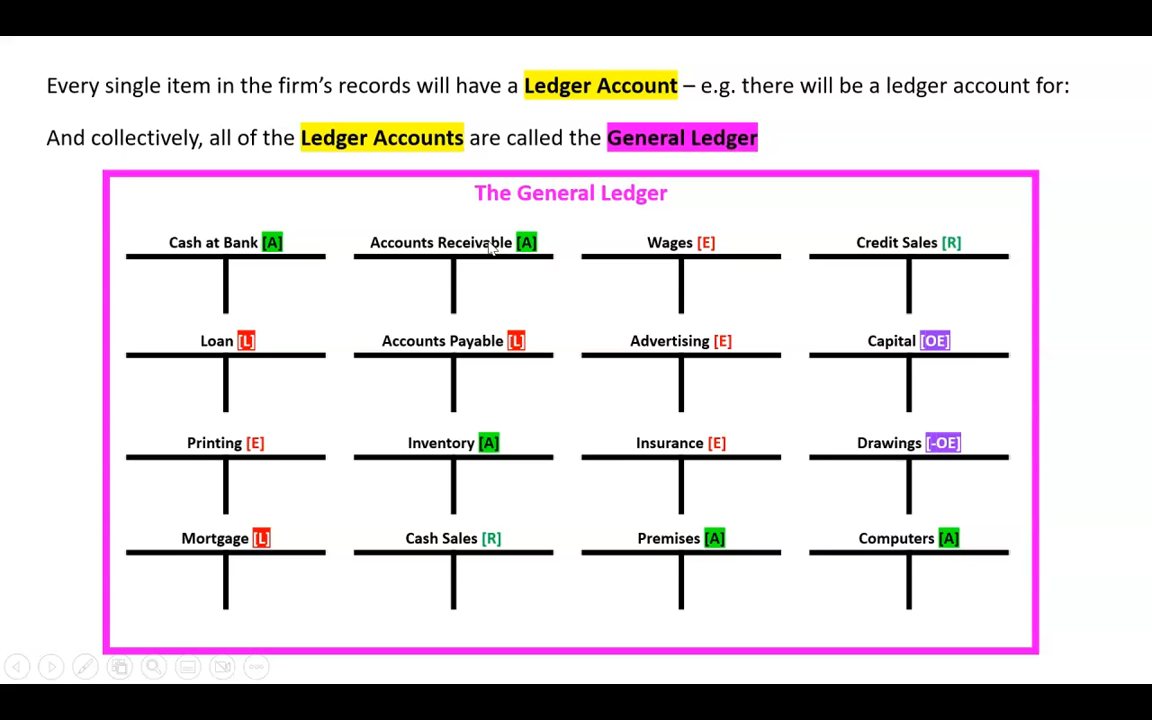 Every single item in the firm’s records will have a Ledger Account – e.g. there will be a ledger account for:
And collectively, all of the Ledger Accounts are called the General Ledger
The General Ledger
Cash at Bank [A]
Accounts Receivable [A]
Wages [E]
Credit Sales [R]
Loan [L]
Accounts Payable [L]
Advertising [E]
Capital [OE]
Printing [E]
Inventory [A]
Insurance [E]
Drawings [-OE]
Mortgage [L]
Cash Sales [R]
Premises [A]
Computers [A]